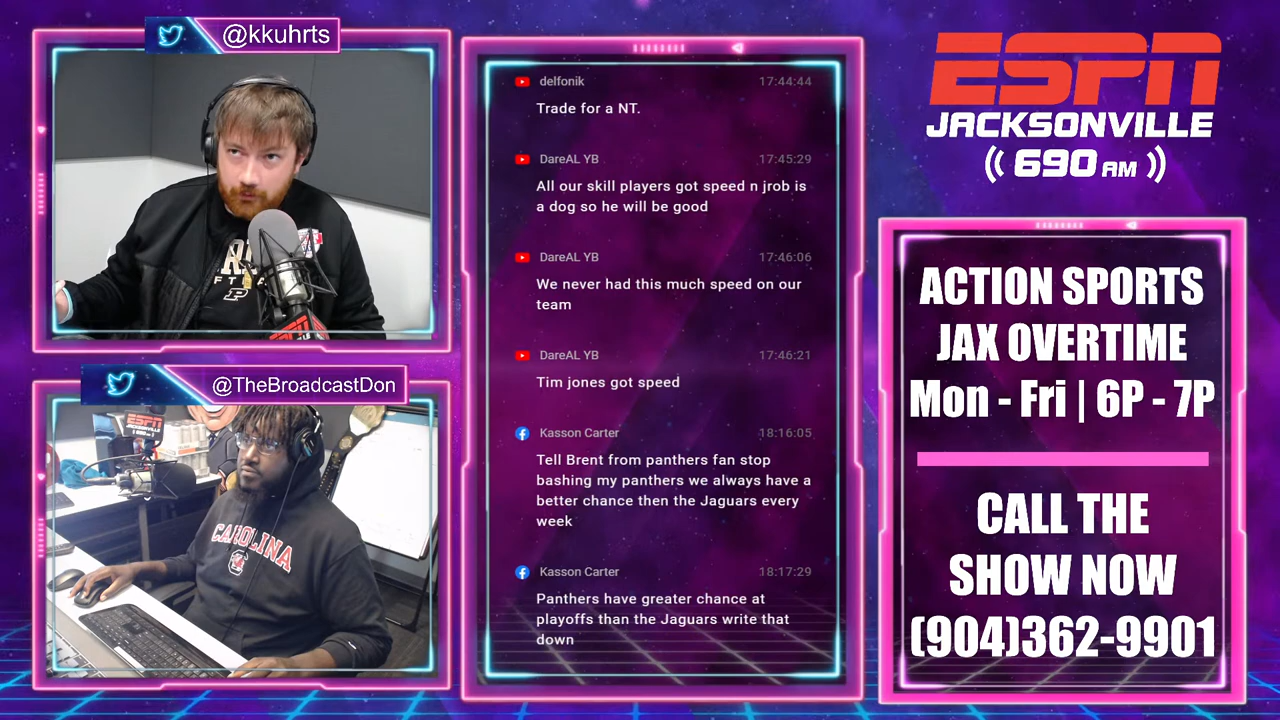 @kkuhrts
@TheBroadcastDon
ESPN
CAROLINA
P
delfonik 17:44:44
Trade for a NT.
DareAL YB 17:45:29
All our skill players got speed n jrob is
a dog so he will be good
DareAL YB 17:46:06
We never had this much speed on our
team
DareAL YB 17:46:21
Tim jones got speed
Kasson Carter 18:16:05
Tell Brent from panthers fan stop
bashing my panthers we always have a
better chance then the Jaguars every
week
Kasson Carter 18:17:29
Panthers have greater chance at
playoffs than the Jaguars write that
down
ESPN
JACKSONVILLE
690 AM
ACTION SPORTS
JAX OVERTIME
Mon - Fri | 6P - 7P
CALL THE
SHOW NOW
(904)362-9901